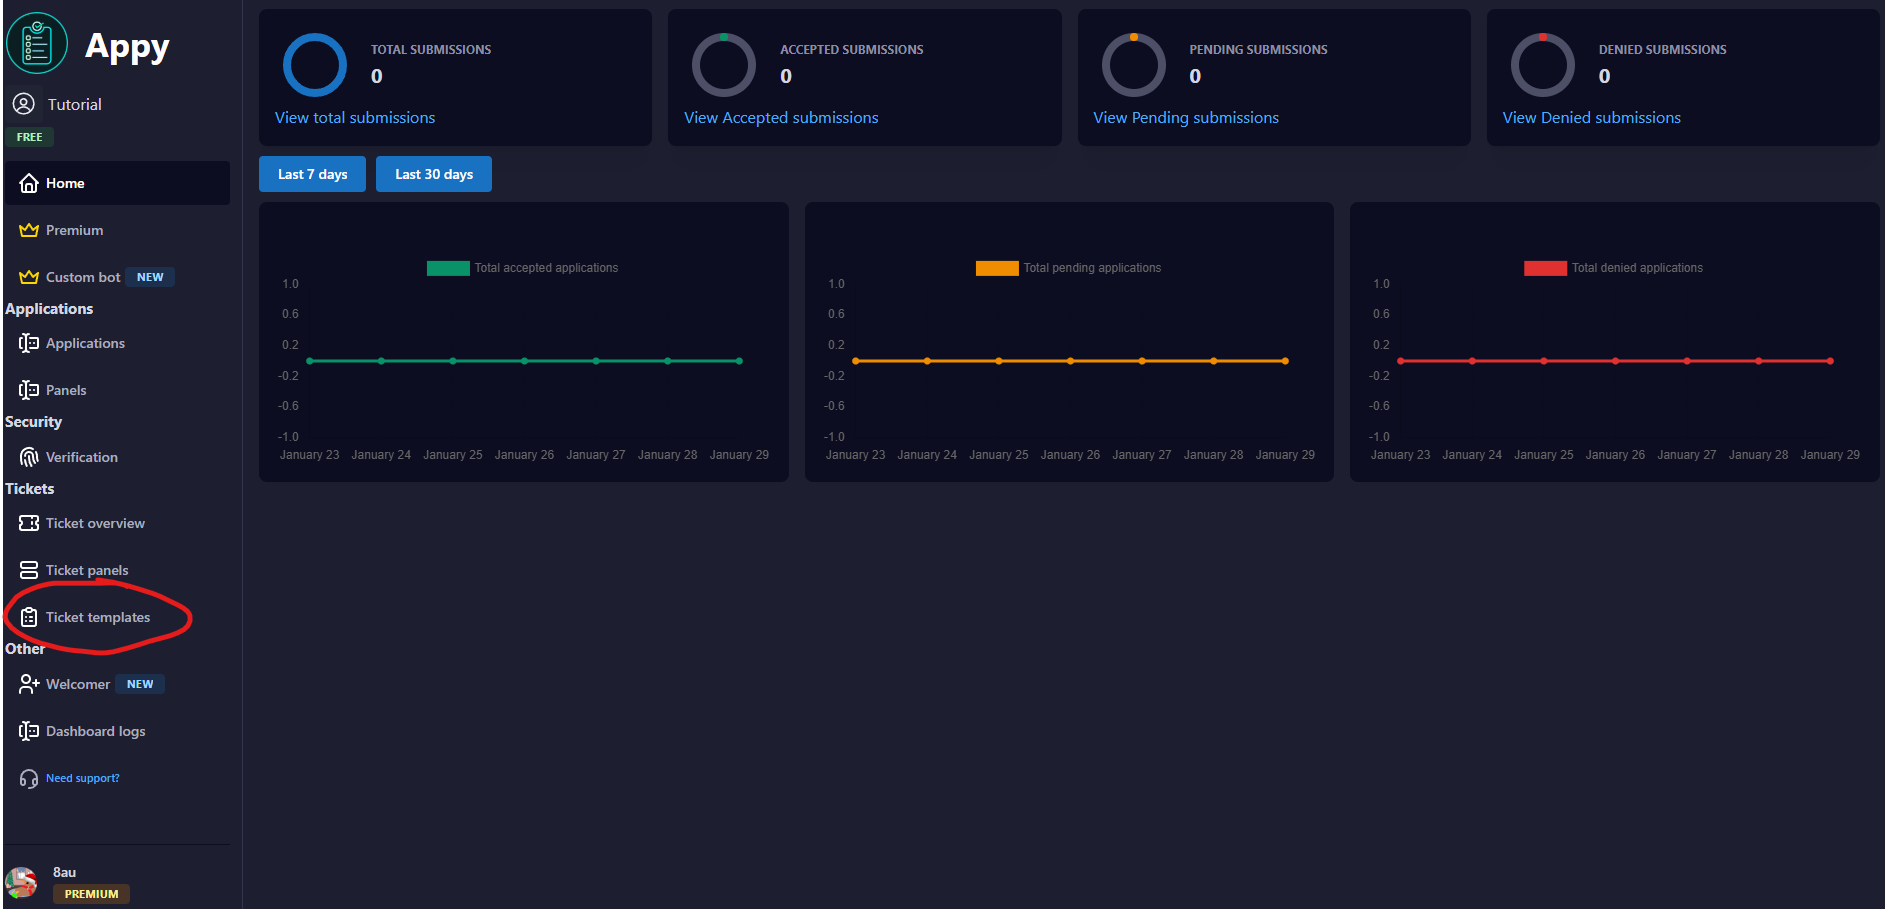 Appy
Tutorial
FREE
Home
Premium
Custom bot NEW
Applications
Applications
Panels
Security
Verification
Tickets
Ticket overview
Ticket panels
Ticket templates
Other
Welcomer NEW
Dashboard logs
Need support?
8au
PREMIUM
TOTAL SUBMISSIONS
0
View total submissions
ACCEPTED SUBMISSIONS
0
View Accepted submissions
PENDING SUBMISSIONS
0
View Pending submissions
DENIED SUBMISSIONS
0
View Denied submissions
Last 7 days
Last 30 days
Total accepted applications
1.0
0.6
0.2
-0.2
-0.6
-1.0
January 23 January 24 January 25 January 26 January 27 January 28 January 29
Total pending applications
1.0
0.6
0.2
-0.2
-0.6
-1.0
January 23 January 24 January 25 January 26 January 27 January 28 January 29
Total denied applications
1.0
0.6
0.2
-0.2
-0.6
-1.0
January 23 January 24 January 25 January 26 January 27 January 28 January 29